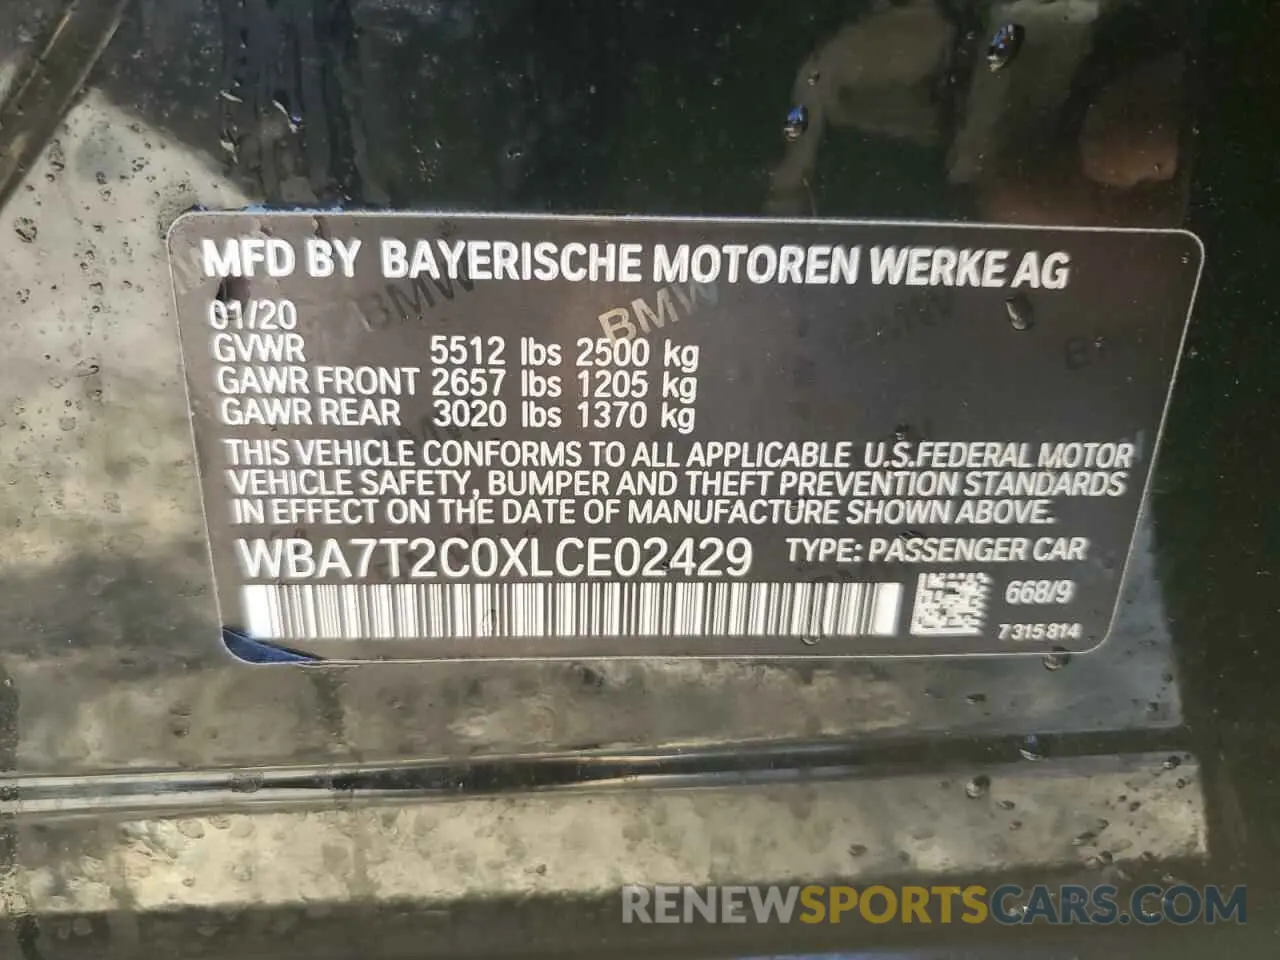 MFD BY BAYERISCHE MOTOREN WERKE AG
01/20
GVWR 5512 lbs 2500 kg
GAWR FRONT 2657 lbs 1205 kg
GAWR REAR 3020 lbs 1370 kg
THIS VEHICLE CONFORMS TO ALL APPLICABLE U.S.FEDERAL MOTOR
VEHICLE SAFETY, BUMPER AND THEFT PREVENTION STANDARDS
IN EFFECT ON THE DATE OF MANUFACTURE SHOWN ABOVE.
WBA7T2C0XLCE02429 TYPE: PASSENGER CAR
668/9
7 315 814
BMW
BMW
BMW
RENEWSPORTSCARS.COM